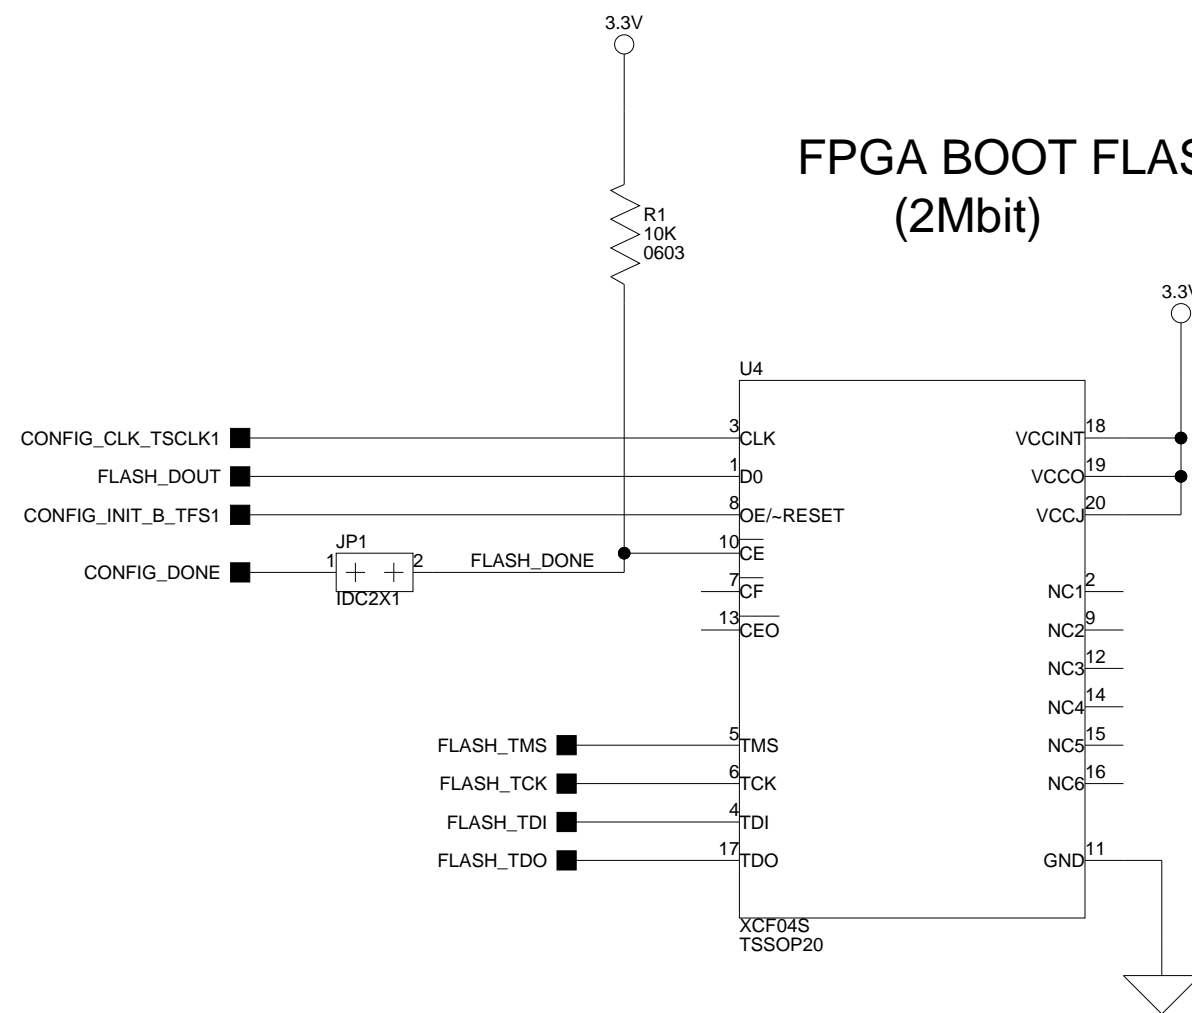 3.3V
FPGA BOOT FLAS
(2Mbit)
R1
10K
0603
3.3V
U4
CONFIG_CLK_TSCLK1 3 CLK VCCINT 18
FLASH_DOUT 1 D0 VCCO 19
CONFIG_INIT_B_TFS1 8 OE/~RESET VCCJ 20
JP1
10 CE
CONFIG_DONE 1 2 FLASH_DONE
IDC2X1
7 CF NC1 2
13 CEO NC2 9
NC3 12
NC4 14
FLASH_TMS 5 TMS NC5 15
FLASH_TCK 6 TCK NC6 16
FLASH_TDI 4 TDI
FLASH_TDO 17 TDO GND 11
XCF04S
TSSOP20